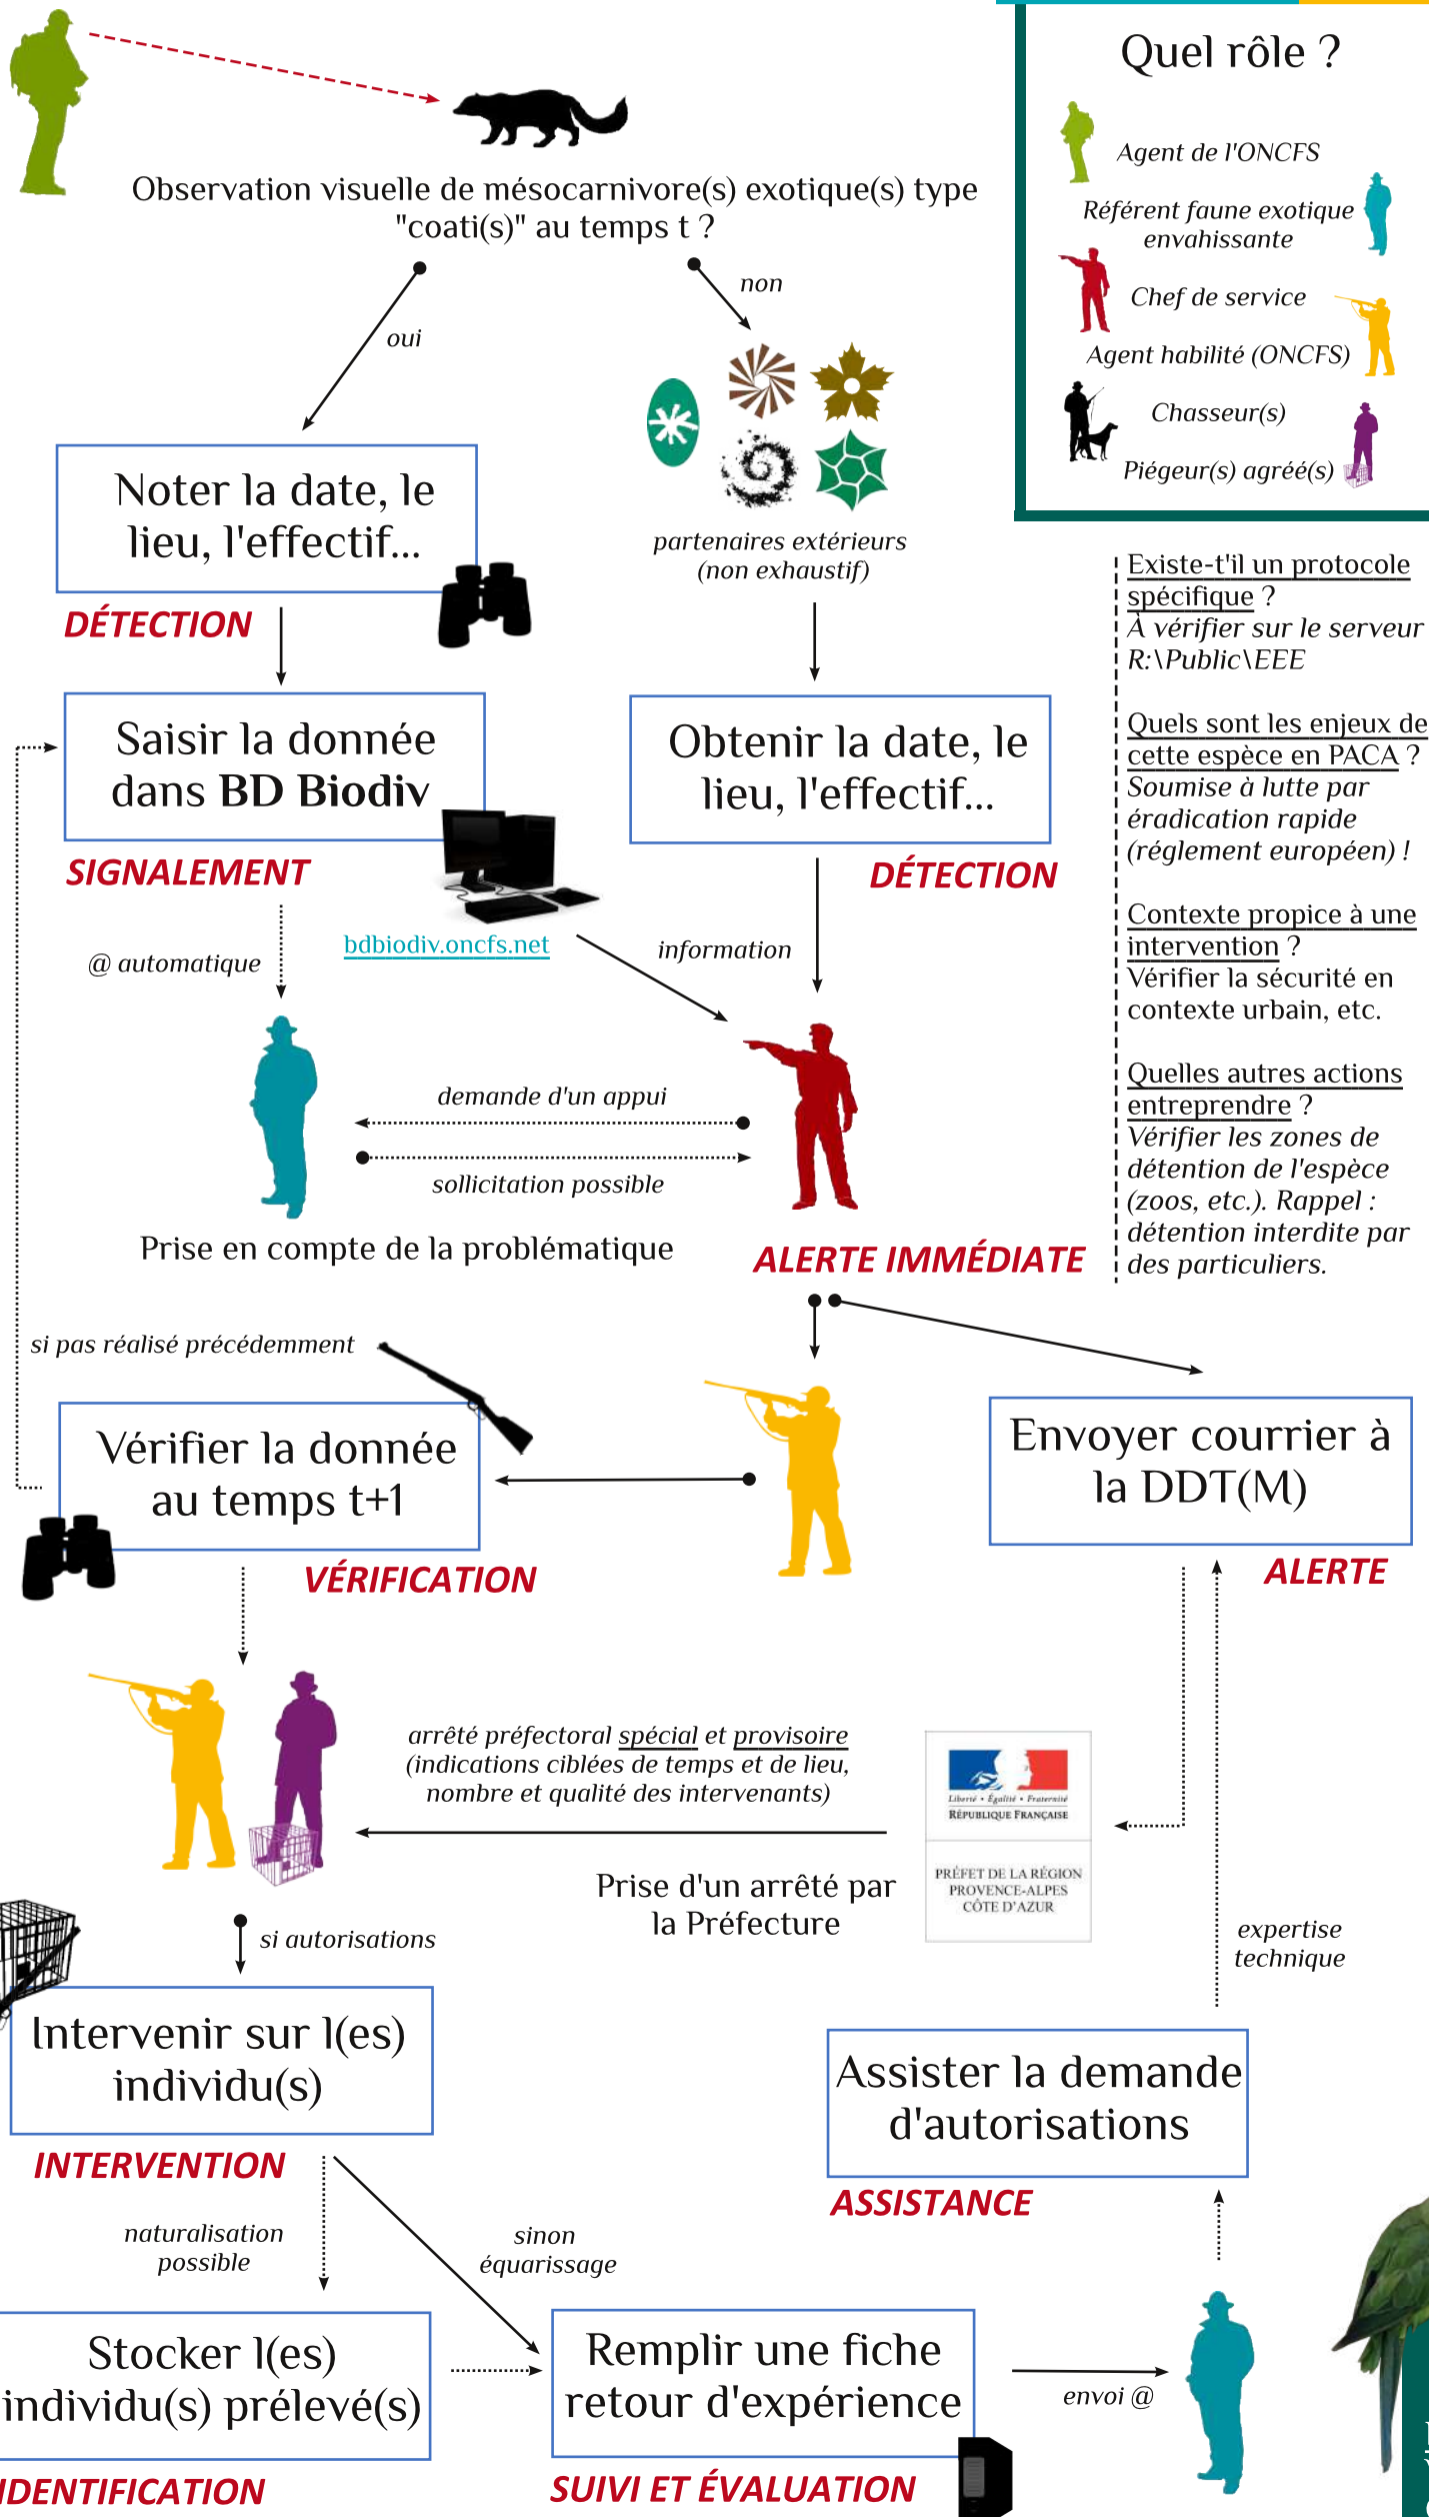 Quel rôle ?
Agent de l'ONCFS
Référent faune exotique
envahissante
Chef de service
Agent habilité (ONCFS)
Chasseur(s)
Piégeur(s) agréé(s)
Observation visuelle de mésocarnivore(s) exotique(s) type
"coati(s)" au temps t ?
oui
non
partenaires extérieurs
(non exhaustif)
Noter la date, le
lieu, l'effectif...
DÉTECTION
Saisir la donnée
dans BD Biodiv
SIGNALEMENT
bdbiodiv.oncfs.net
@ automatique
Obtenir la date, le
lieu, l'effectif...
DÉTECTION
information
Existe-t'il un protocole
spécifique ?
À vérifier sur le serveur
R:\Public\EEE
Quels sont les enjeux de
cette espèce en PACA ?
Soumise à lutte par
éradication rapide
(réglement européen) !
Contexte propice à une
intervention ?
Vérifier la sécurité en
contexte urbain, etc.
Quelles autres actions
entreprendre ?
Vérifier les zones de
détention de l'espèce
(zoos, etc.). Rappel :
détention interdite par
des particuliers.
demande d'un appui
sollicitation possible
Prise en compte de la problématique
ALERTE IMMÉDIATE
si pas réalisé précédemment
Vérifier la donnée
au temps t+1
VÉRIFICATION
Envoyer courrier à
la DDT(M)
ALERTE
arrêté préfectoral spécial et provisoire
(indications ciblées de temps et de lieu,
nombre et qualité des intervenants)
Liberté • Égalité • Fraternité
RÉPUBLIQUE FRANÇAISE
PRÉFET DE LA RÉGION
PROVENCE-ALPES
CÔTE D'AZUR
Prise d'un arrêté par
la Préfecture
expertise
technique
si autorisations
Intervenir sur l(es)
individu(s)
INTERVENTION
Assister la demande
d'autorisations
ASSISTANCE
naturalisation
possible
sinon
équarissage
Stocker l(es)
individu(s) prélevé(s)
IDENTIFICATION
Remplir une fiche
retour d'expérience
SUIVI ET ÉVALUATION
envoi @